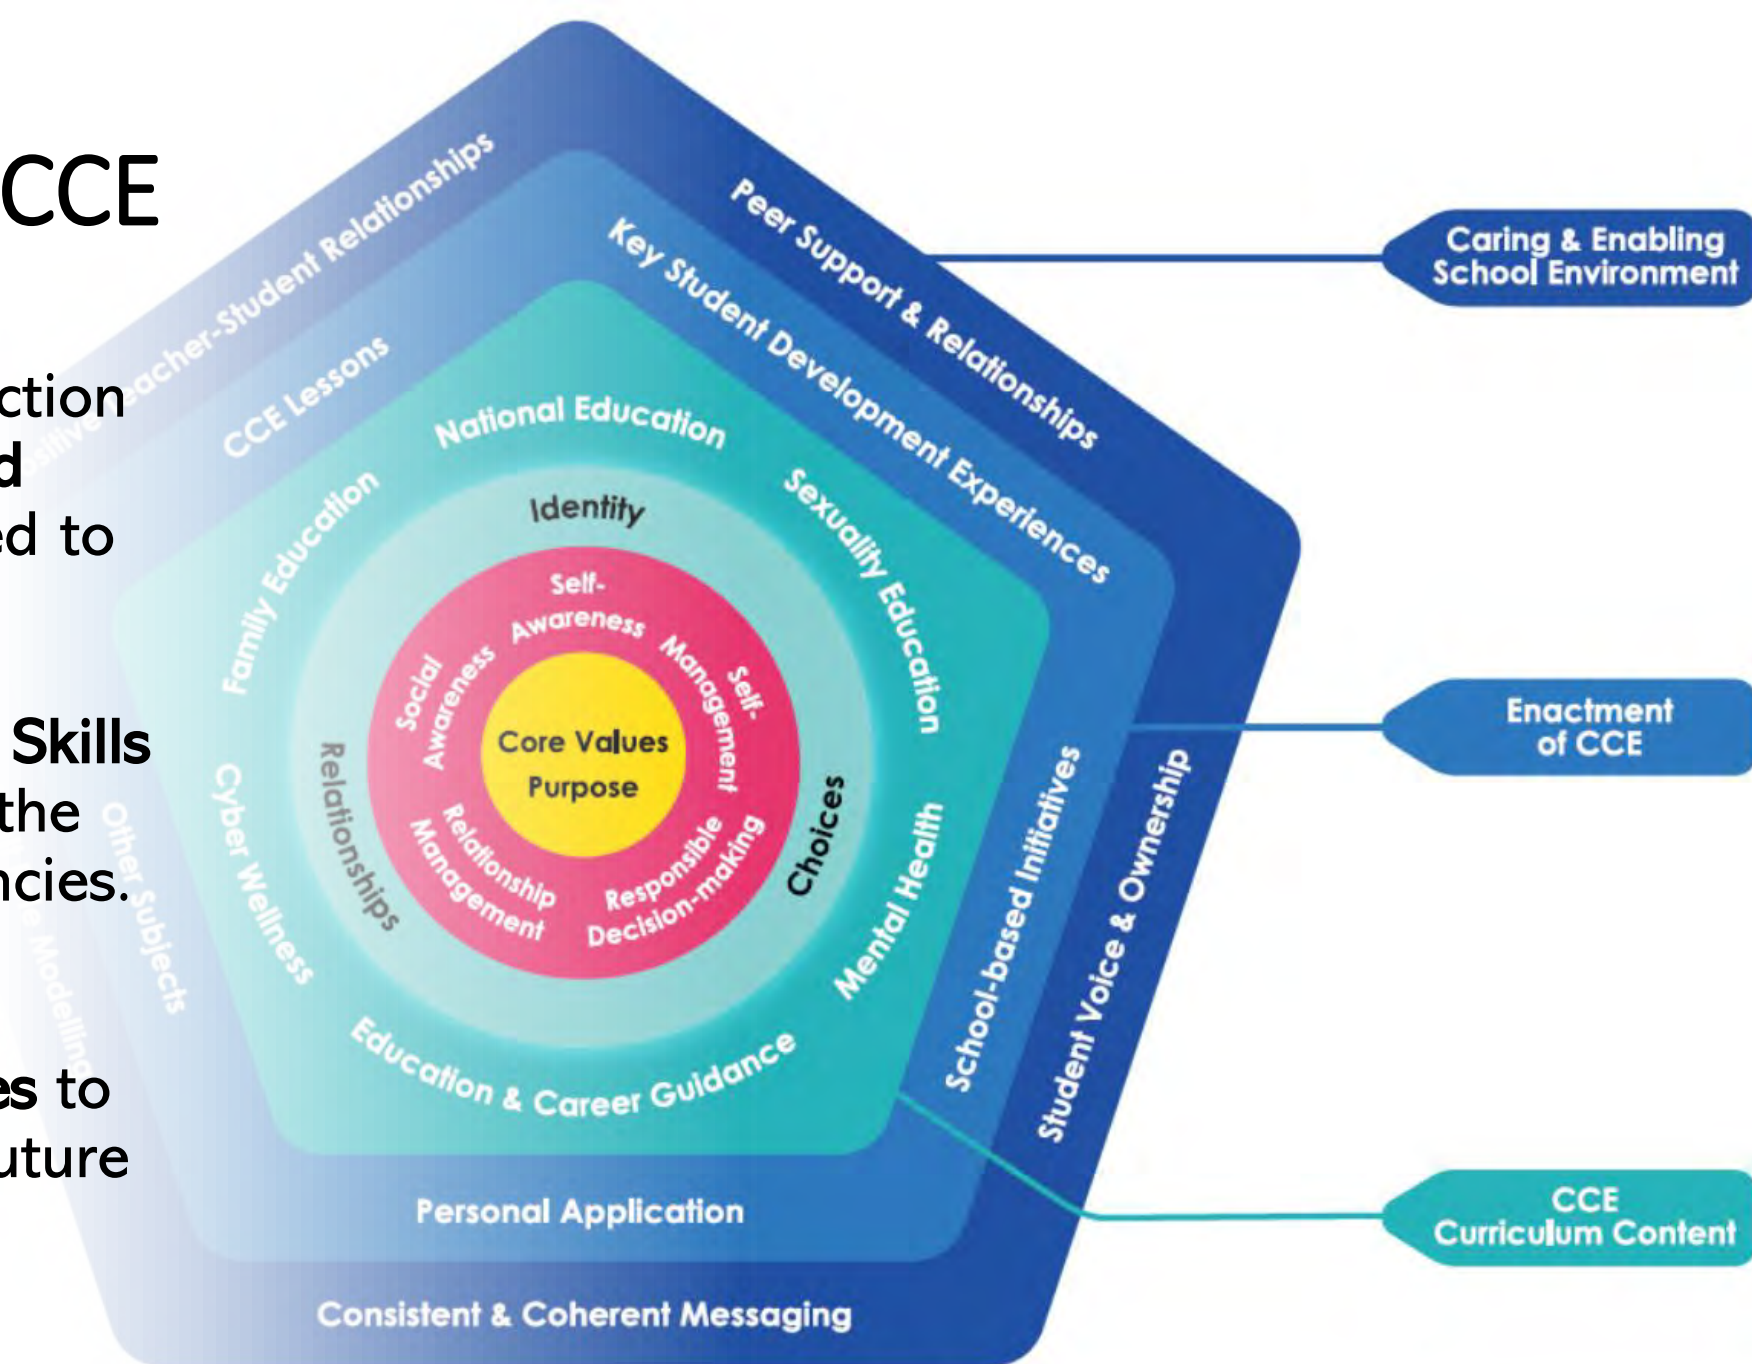 CCE
ction
d
ed to
Skills
the
ncies.
es to
uture
Teacher-Student Relationships
Peer Support & Relationships
Student Voice & Ownership
Consistent & Coherent Messaging
Modelling
CCE Lessons
Key Student Development Experiences
School-based Initiatives
Personal Application
Other Subjects
National Education
Sexuality Education
Mental Health
Education & Career Guidance
Cyber Wellness
Family Education
Identity
Choices
Relationships
Self-
Awareness
Self-
Management
Responsible
Decision-making
Relationship
Management
Social
Awareness
Core Values
Purpose
Caring & Enabling
School Environment
Enactment
of CCE
CCE
Curriculum Content